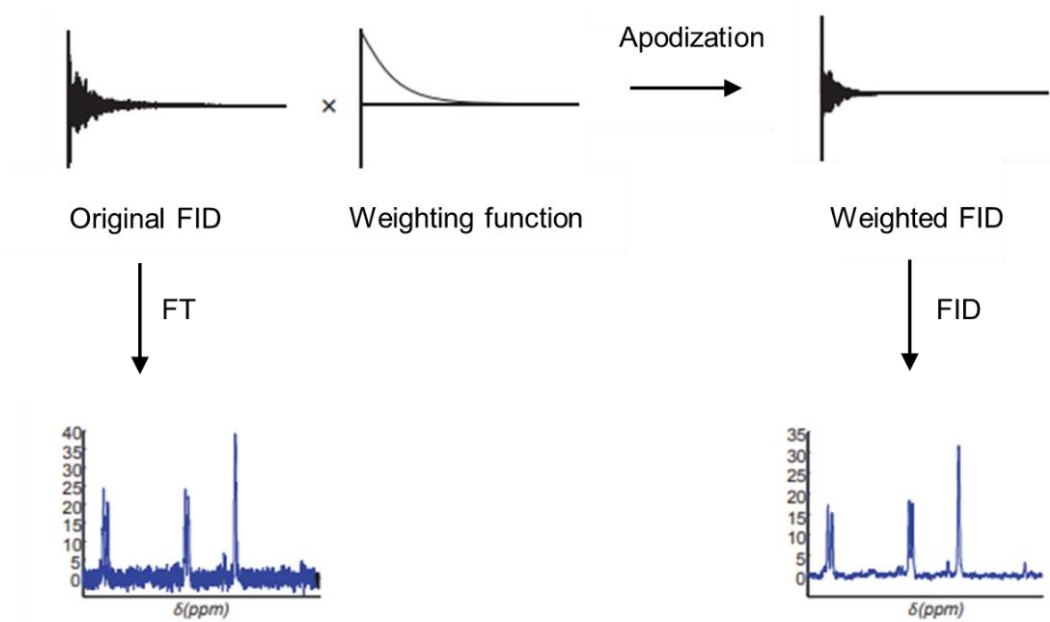 Apodization
×
Original FID
Weighting function
Weighted FID
FT
FID
40
35
30
25
20
15
10
5
0
δ(ppm)
35
30
25
20
15
10
5
0
δ(ppm)